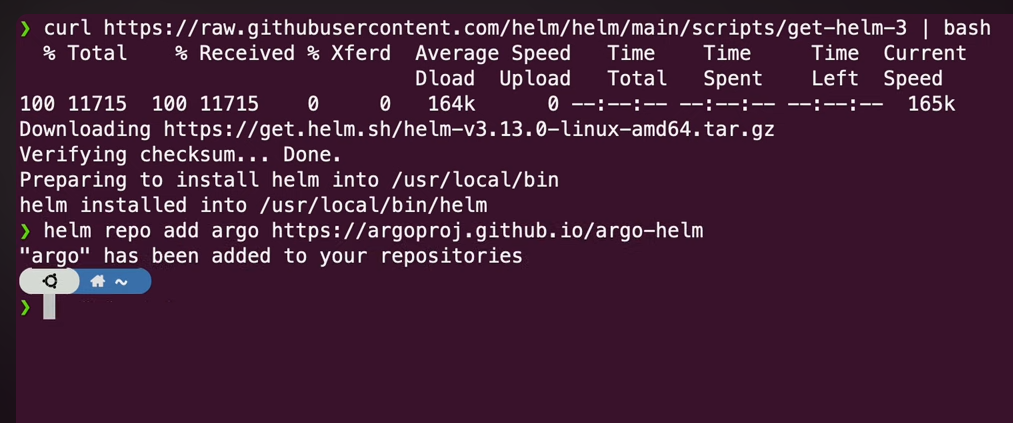 ❯ curl https://raw.githubusercontent.com/helm/helm/main/scripts/get-helm-3 | bash
  % Total    % Received % Xferd  Average Speed   Time    Time     Time  Current
                                 Dload  Upload   Total   Spent    Left  Speed
100 11715  100 11715    0     0   164k      0 --:--:-- --:--:-- --:--:--  165k
Downloading https://get.helm.sh/helm-v3.13.0-linux-amd64.tar.gz
Verifying checksum... Done.
Preparing to install helm into /usr/local/bin
helm installed into /usr/local/bin/helm
❯ helm repo add argo https://argoproj.github.io/argo-helm
"argo" has been added to your repositories
~
❯